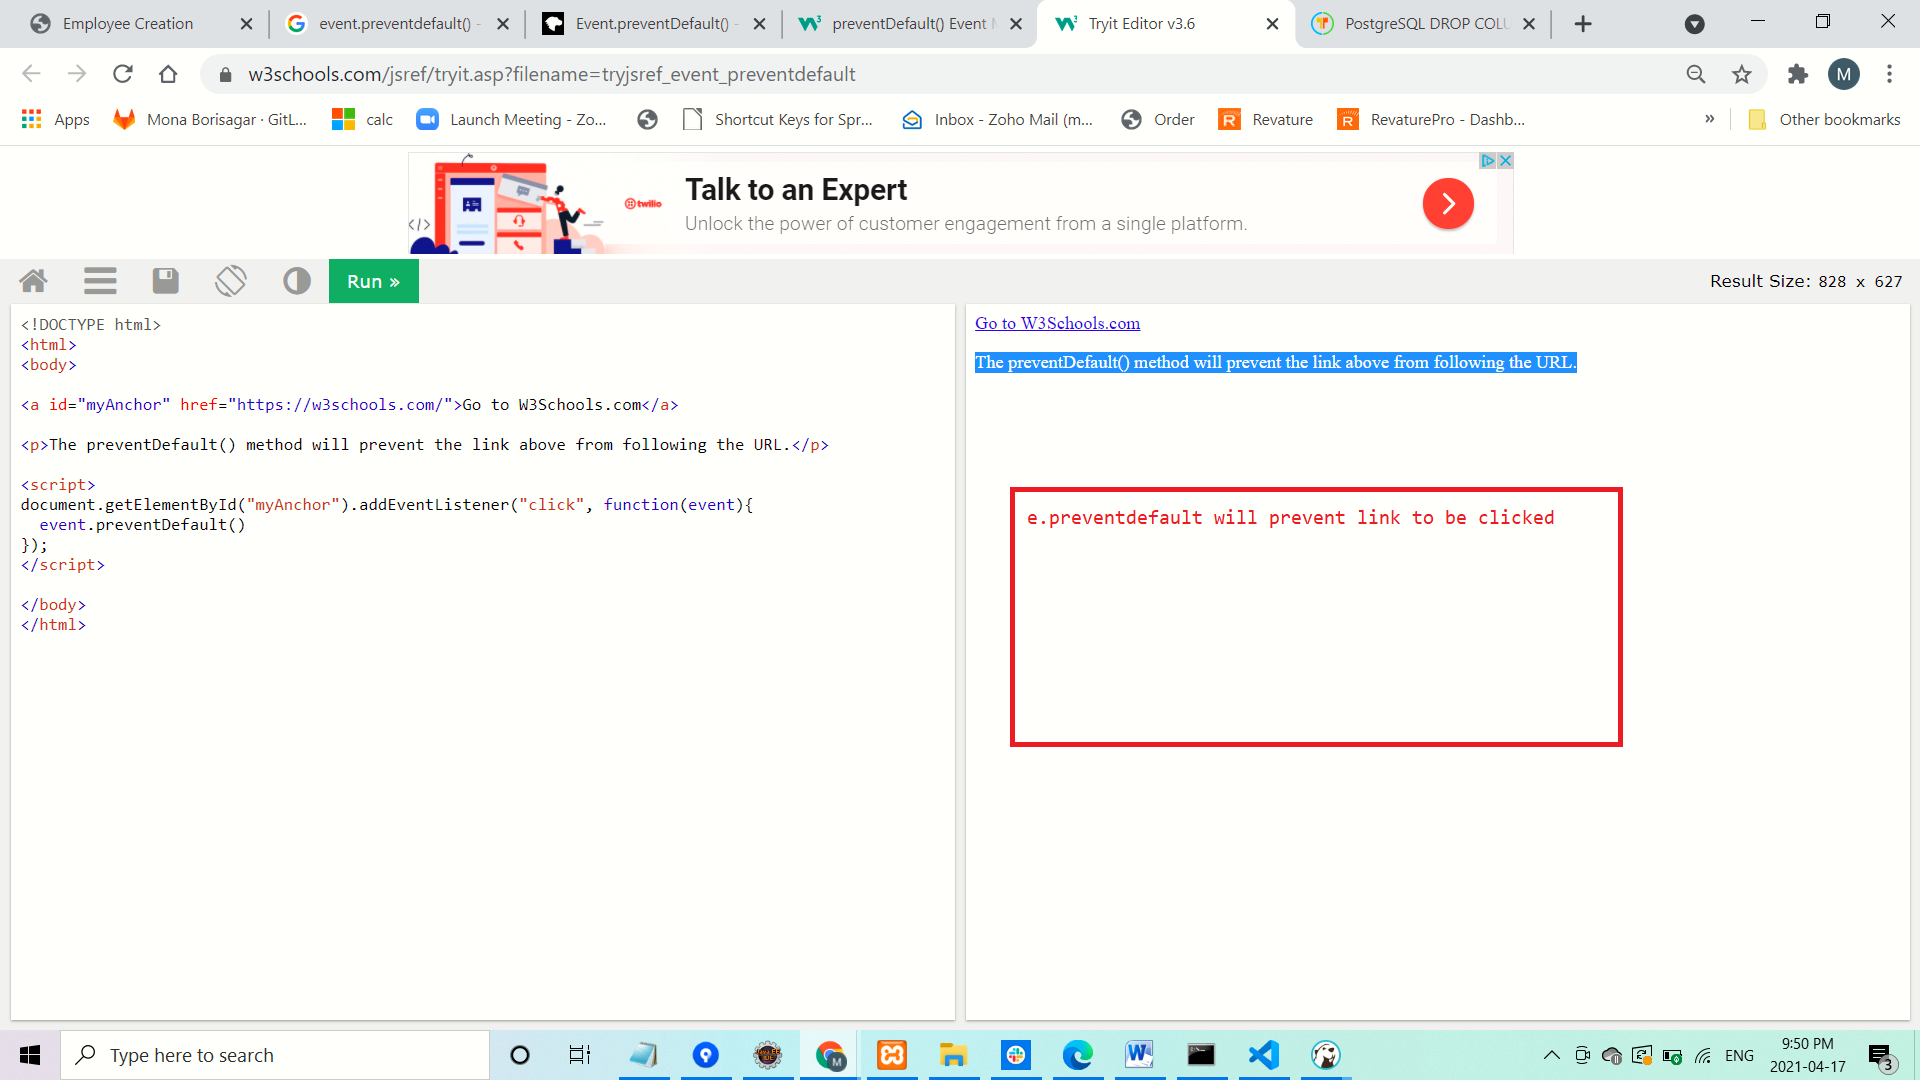 Employee Creation
event.preventdefault() -
Event.preventDefault() -
preventDefault() Event M
Tryit Editor v3.6
PostgreSQL DROP COLU
w3schools.com/jsref/tryit.asp?filename=tryjsref_event_preventdefault
M
Apps
Mona Borisagar · GitL...
calc
Launch Meeting - Zo...
Shortcut Keys for Spr...
Inbox - Zoho Mail (m...
Order
Revature
RevaturePro - Dashb...
»
Other bookmarks
twilio
Talk to an Expert
Unlock the power of customer engagement from a single platform.
Run »
Result Size: 828 x 627
<!DOCTYPE html>
<html>
<body>
<a id="myAnchor" href="https://w3schools.com/">Go to W3Schools.com</a>
<p>The preventDefault() method will prevent the link above from following the URL.</p>
<script>
document.getElementById("myAnchor").addEventListener("click", function(event){
event.preventDefault()
});
</script>
</body>
</html>
Go to W3Schools.com
The preventDefault() method will prevent the link above from following the URL.
e.preventdefault will prevent link to be clicked
Type here to search
ENG
9:50 PM
2021-04-17
3